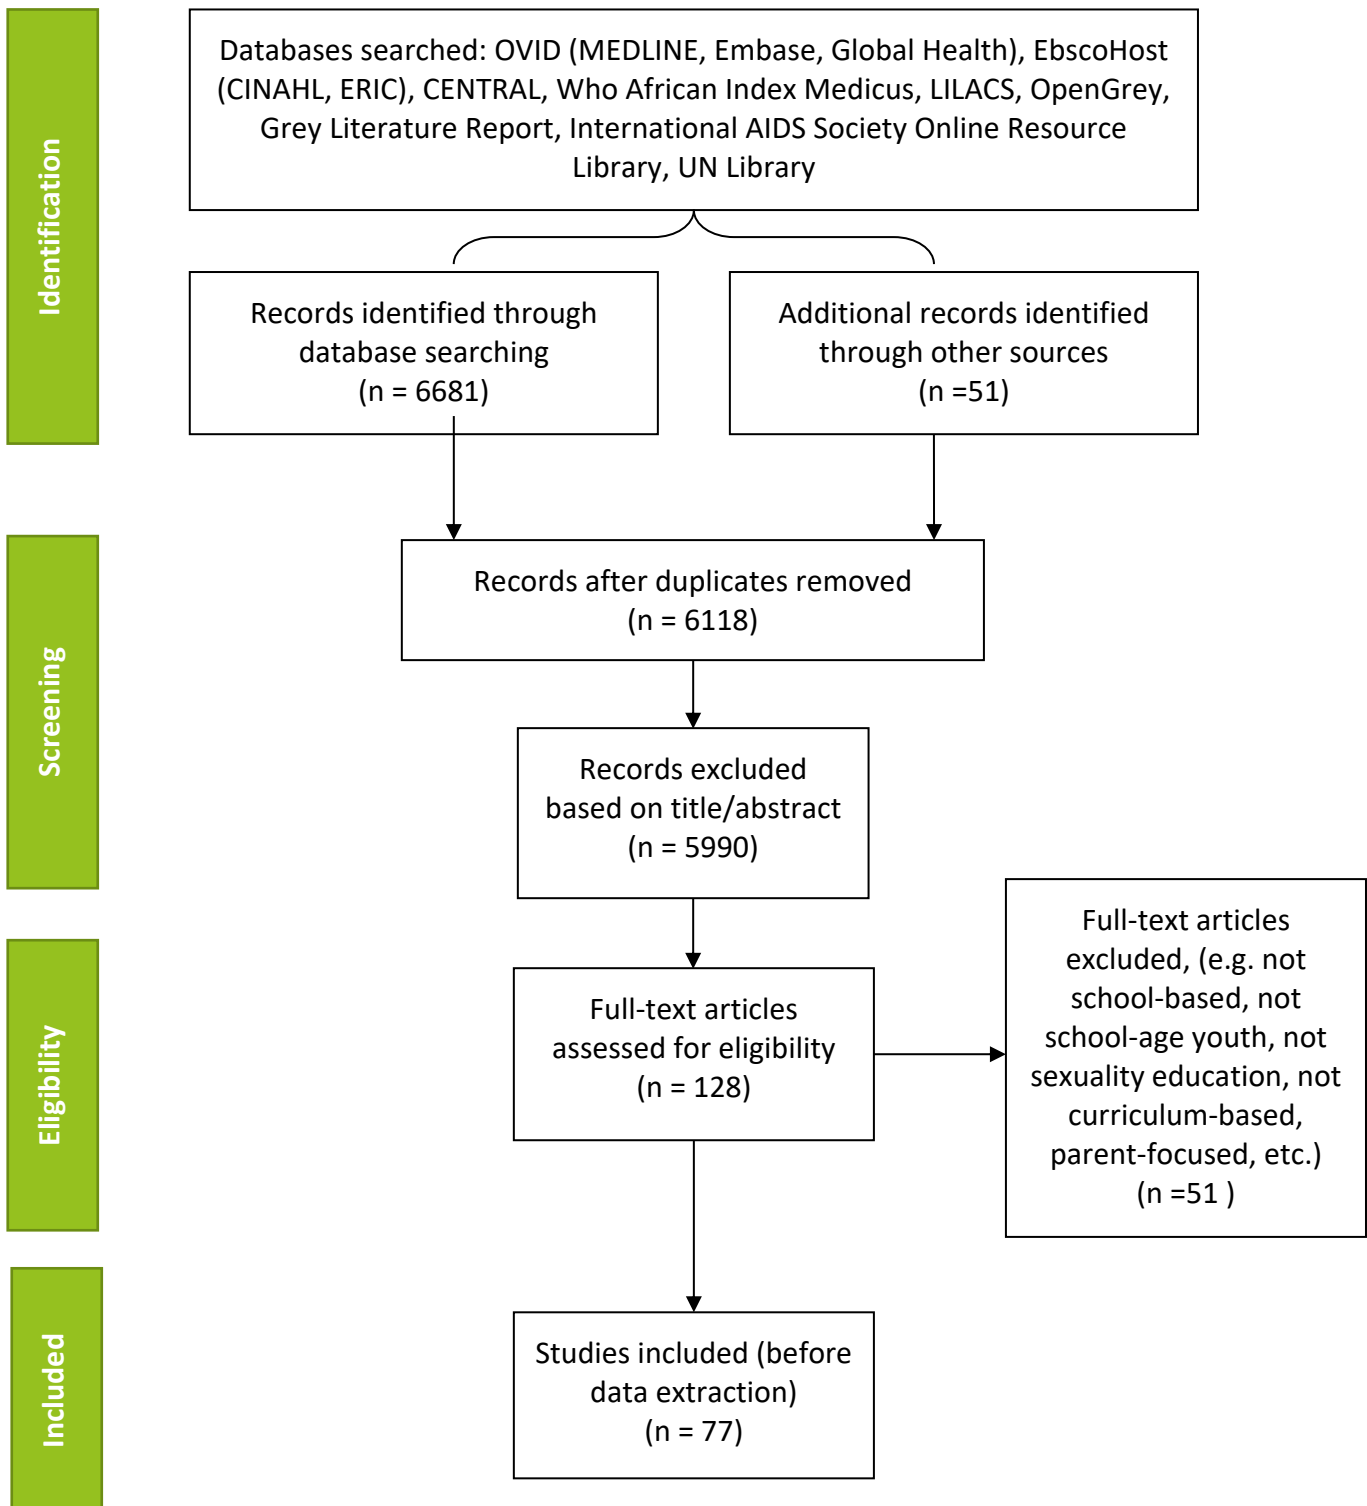 Identification
Databases searched: OVID (MEDLINE, Embase, Global Health), EbscoHost
(CINAHL, ERIC), CENTRAL, Who African Index Medicus, LILACS, OpenGrey,
Grey Literature Report, International AIDS Society Online Resource
Library, UN Library
Records identified through
database searching
(n = 6681)
Additional records identified
through other sources
(n =51)
Screening
Records after duplicates removed
(n = 6118)
Records excluded
based on title/abstract
(n = 5990)
Eligibility
Full-text articles
assessed for eligibility
(n = 128)
Full-text articles
excluded, (e.g. not
school-based, not
school-age youth, not
sexuality education, not
curriculum-based,
parent-focused, etc.)
(n =51 )
Included
Studies included (before
data extraction)
(n = 77)